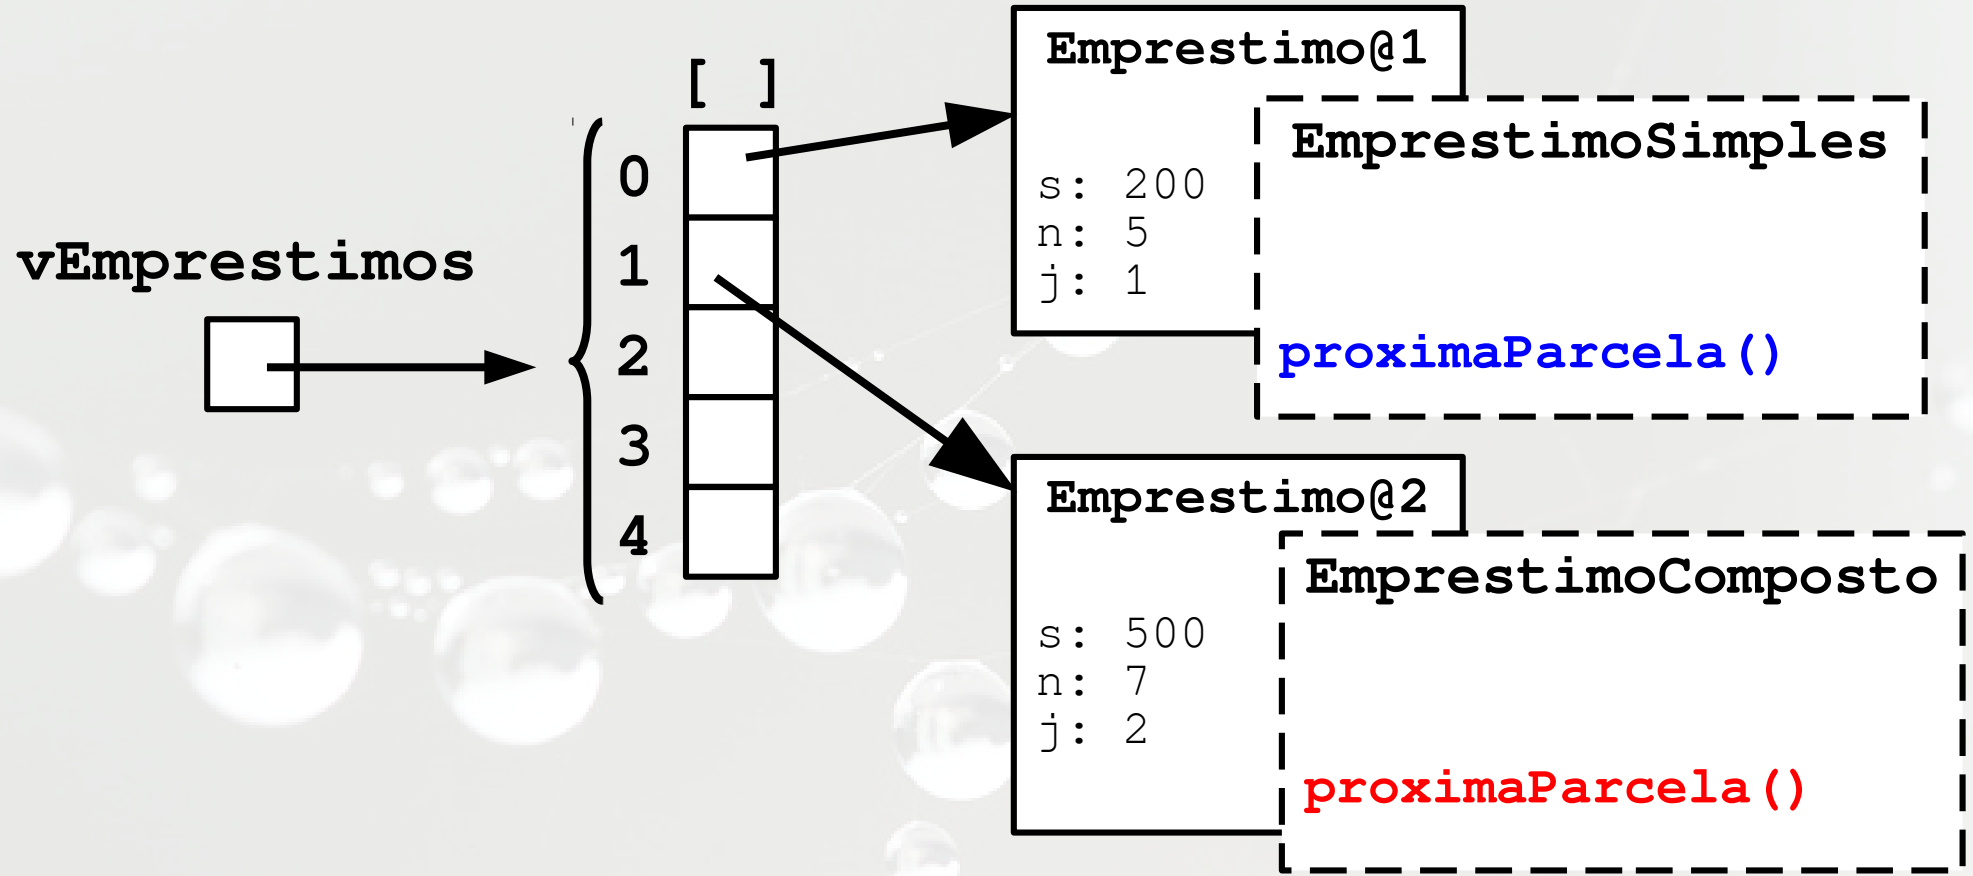 vEmprestimos
[ ]
0
1
2
3
4
Emprestimo@1
s: 200
n: 5
j: 1
EmprestimoSimples
proximaParcela()
Emprestimo@2
s: 500
n: 7
j: 2
EmprestimoComposto
proximaParcela()